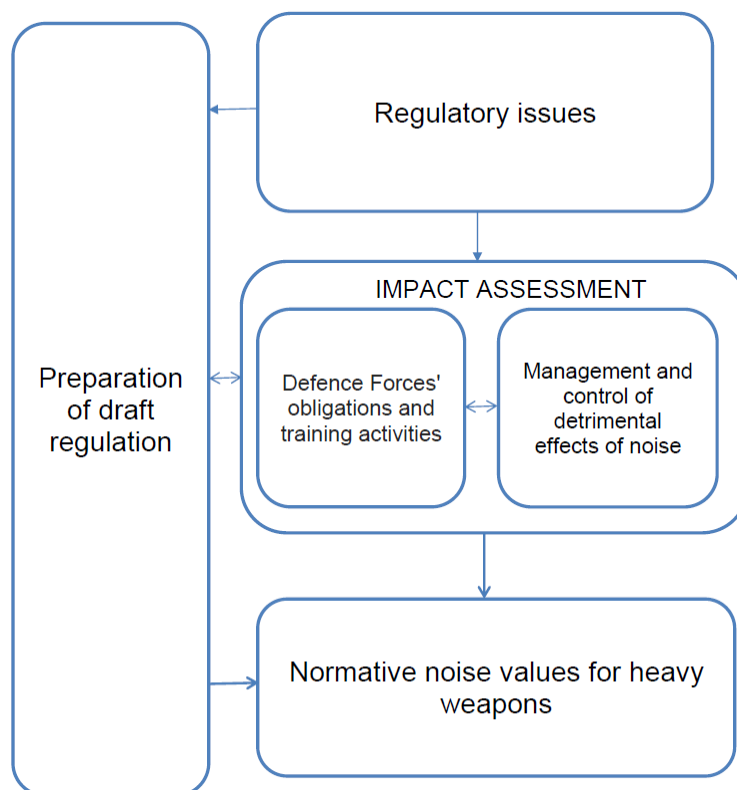 Regulatory issues
IMPACT ASSESSMENT
Defence Forces'
obligations and
training activities
Management and
control of
detrimental
effects of noise
Preparation
of draft
regulation
Normative noise values for heavy
weapons